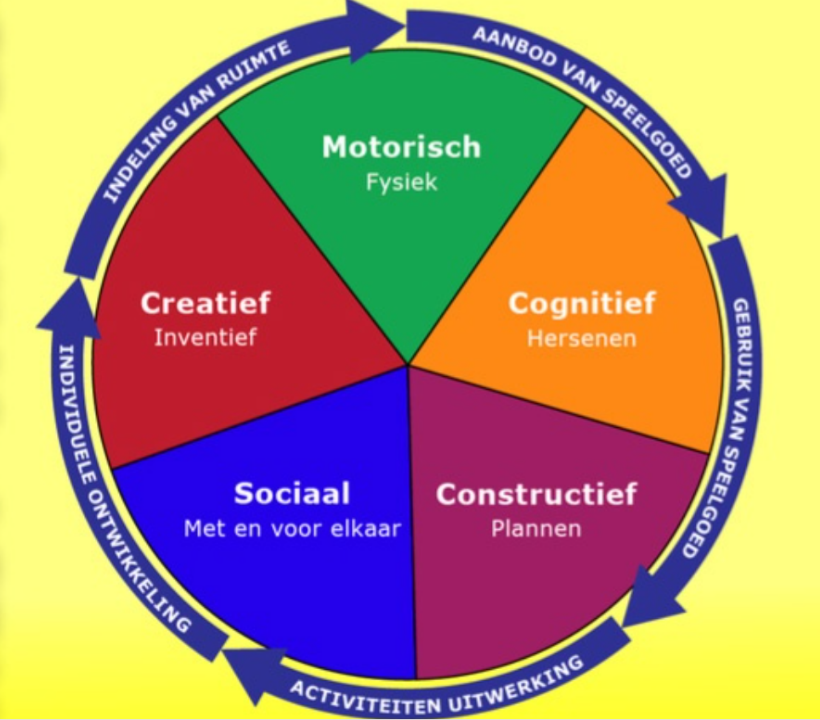 INDELING VAN RUIMTE
AANBOD VAN SPEELGOED
Motorisch
Fysiek
Creatief
Inventief
Cognitief
Hersenen
GEBRUIK VAN SPEELGOED
INDIVIDUELE ONTWIKKELING
Sociaal
Met en voor elkaar
Constructief
Plannen
ACTIVITEITEN UITWERKING